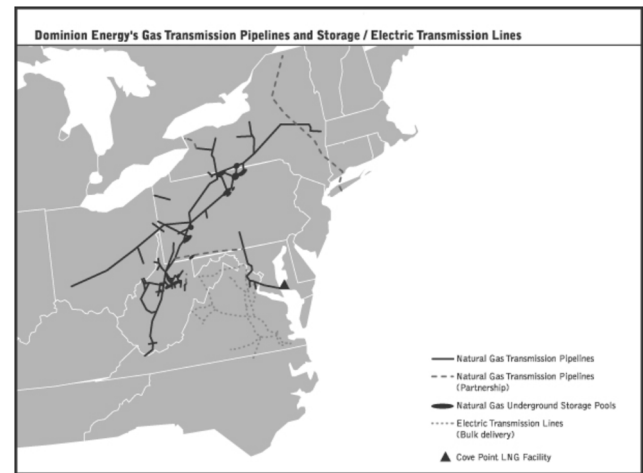 Dominion Energy's Gas Transmission Pipelines and Storage / Electric Transmission Lines
Natural Gas Transmission Pipelines
Natural Gas Transmission Pipelines
(Partnership)
Natural Gas Underground Storage Pools
Electric Transmission Lines
(Bulk delivery)
Cove Point LNG Facility